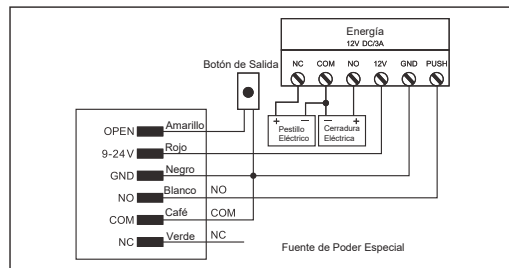 Energía
12V DC/3A
NC COM NO 12V GND PUSH
Botón de Salida
+ − − +
Pestillo Eléctrico
Cerradura Eléctrica
OPEN Amarillo
9-24V Rojo
GND Negro
NO Blanco NO
COM Café COM
NC Verde NC
Fuente de Poder Especial